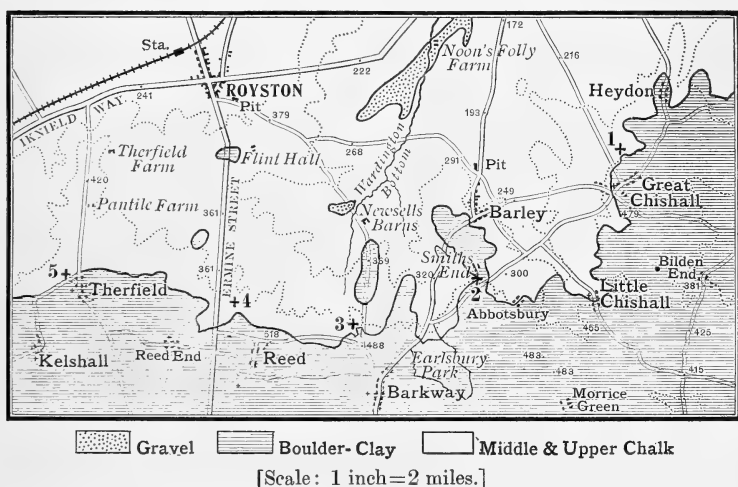 172
Sta.
Noon's Folly
Farm
216
222
Heydon
IKNIELD WAY
241
ROYSTON
Pit
379
193
1
Therfield
Farm
Flint Hall
268
Wardington
Bottom
291
Pit
249
Great
Chishall
479
420
Pantile Farm
361
ERMINE STREET
Newsells
Barns
Barley
359
Smiths
End
Bilden
End
381
5
Therfield
361
4
320
2
300
Little
Chishall
3
Abbotsbury
455
425
Kelshall
Reed End
518
Reed
488
Earlsbury
Park
483
483
415
Barkway
Morrice
Green
Gravel
Boulder-Clay
Middle & Upper Chalk
[Scale: 1 inch=2 miles.]